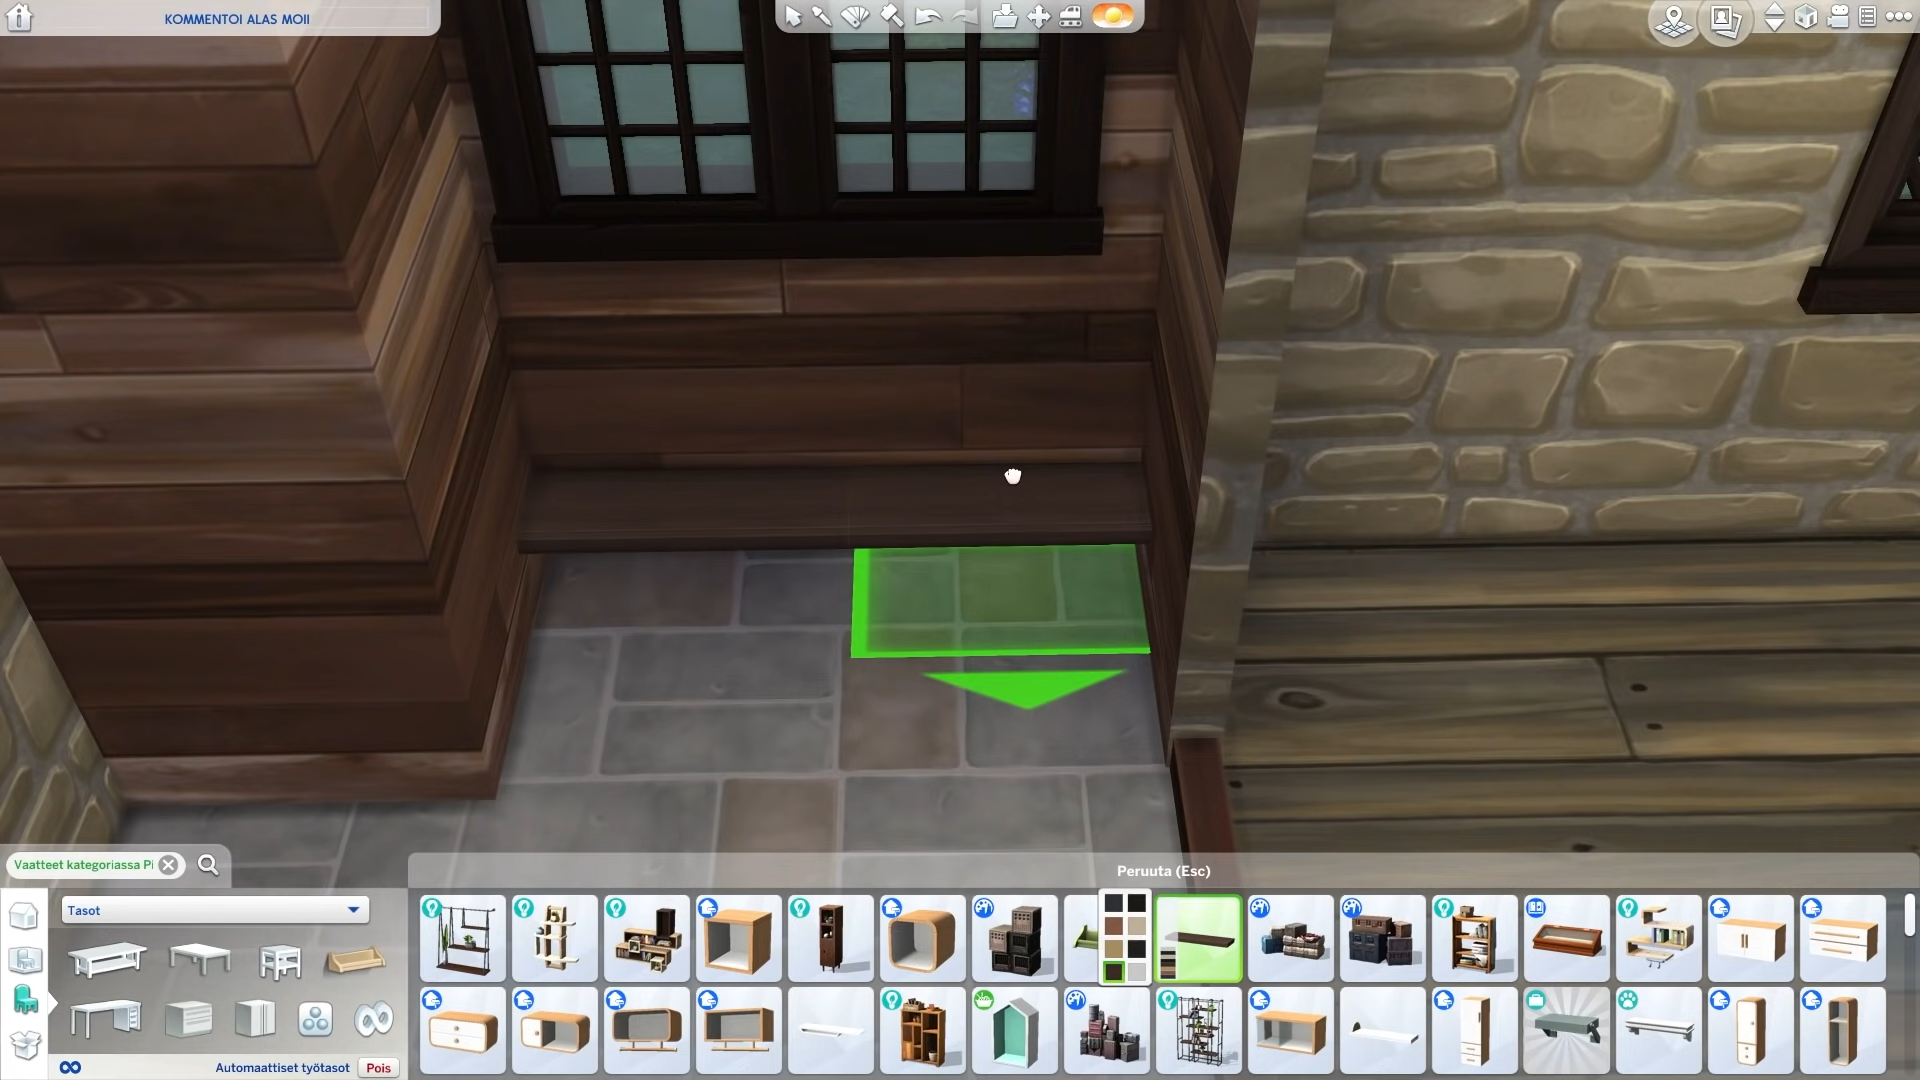 KOMMENTOI ALAS MOII
Peruuta (Esc)
Vaatteet kategoriassa Pi
Tasot
Automaattiset työtasot Pois